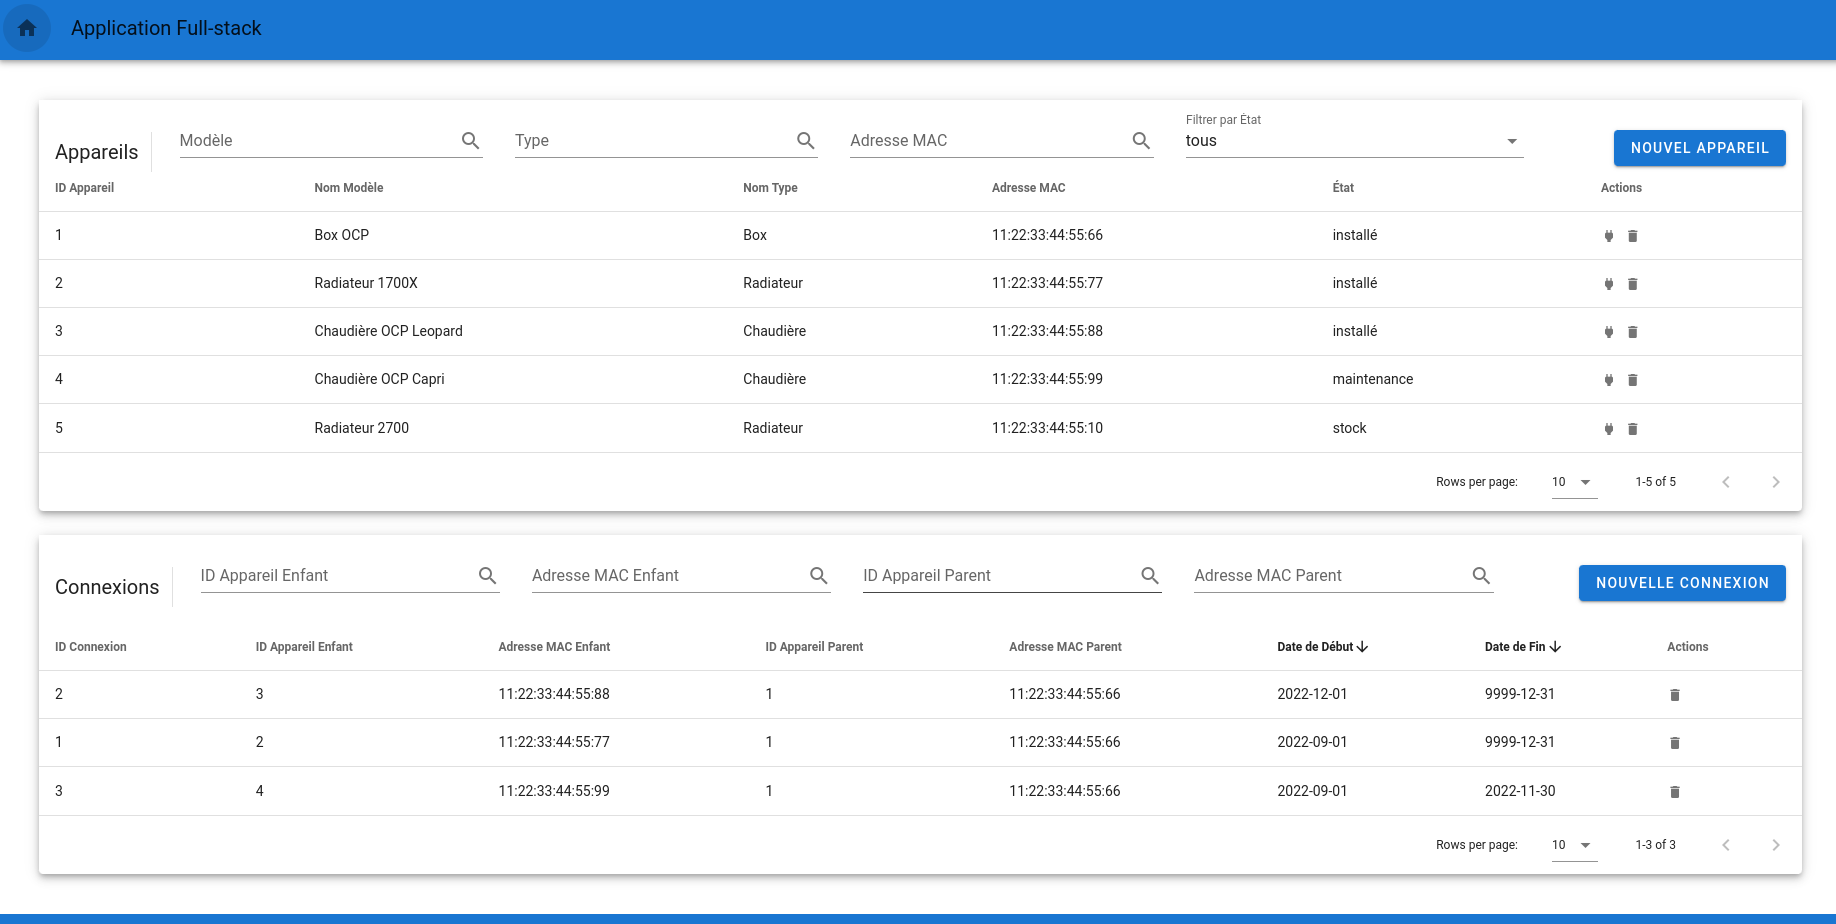 Application Full-stack
Appareils Modèle Type Adresse MAC Filtrer par État tous NOUVEL APPAREIL
ID Appareil Nom Modèle Nom Type Adresse MAC État Actions
1 Box OCP Box 11:22:33:44:55:66 installé
2 Radiateur 1700X Radiateur 11:22:33:44:55:77 installé
3 Chaudière OCP Leopard Chaudière 11:22:33:44:55:88 installé
4 Chaudière OCP Capri Chaudière 11:22:33:44:55:99 maintenance
5 Radiateur 2700 Radiateur 11:22:33:44:55:10 stock
Rows per page: 10 1-5 of 5
Connexions ID Appareil Enfant Adresse MAC Enfant ID Appareil Parent Adresse MAC Parent NOUVELLE CONNEXION
ID Connexion ID Appareil Enfant Adresse MAC Enfant ID Appareil Parent Adresse MAC Parent Date de Début Date de Fin Actions
2 3 11:22:33:44:55:88 1 11:22:33:44:55:66 2022-12-01 9999-12-31
1 2 11:22:33:44:55:77 1 11:22:33:44:55:66 2022-09-01 9999-12-31
3 4 11:22:33:44:55:99 1 11:22:33:44:55:66 2022-09-01 2022-11-30
Rows per page: 10 1-3 of 3